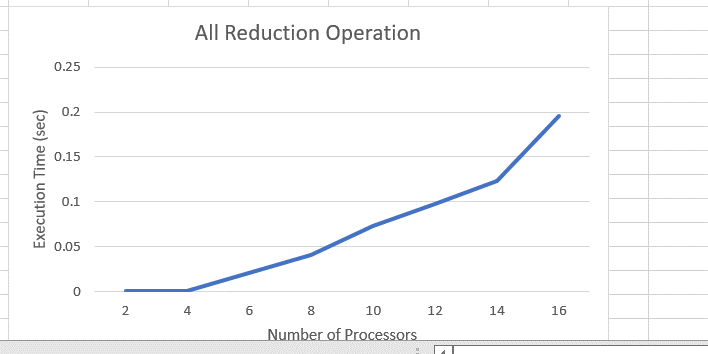 All Reduction Operation
0.25
0.2
0.15
0.1
0.05
0
Execution Time (sec)
2 4 6 8 10 12 14 16
Number of Processors